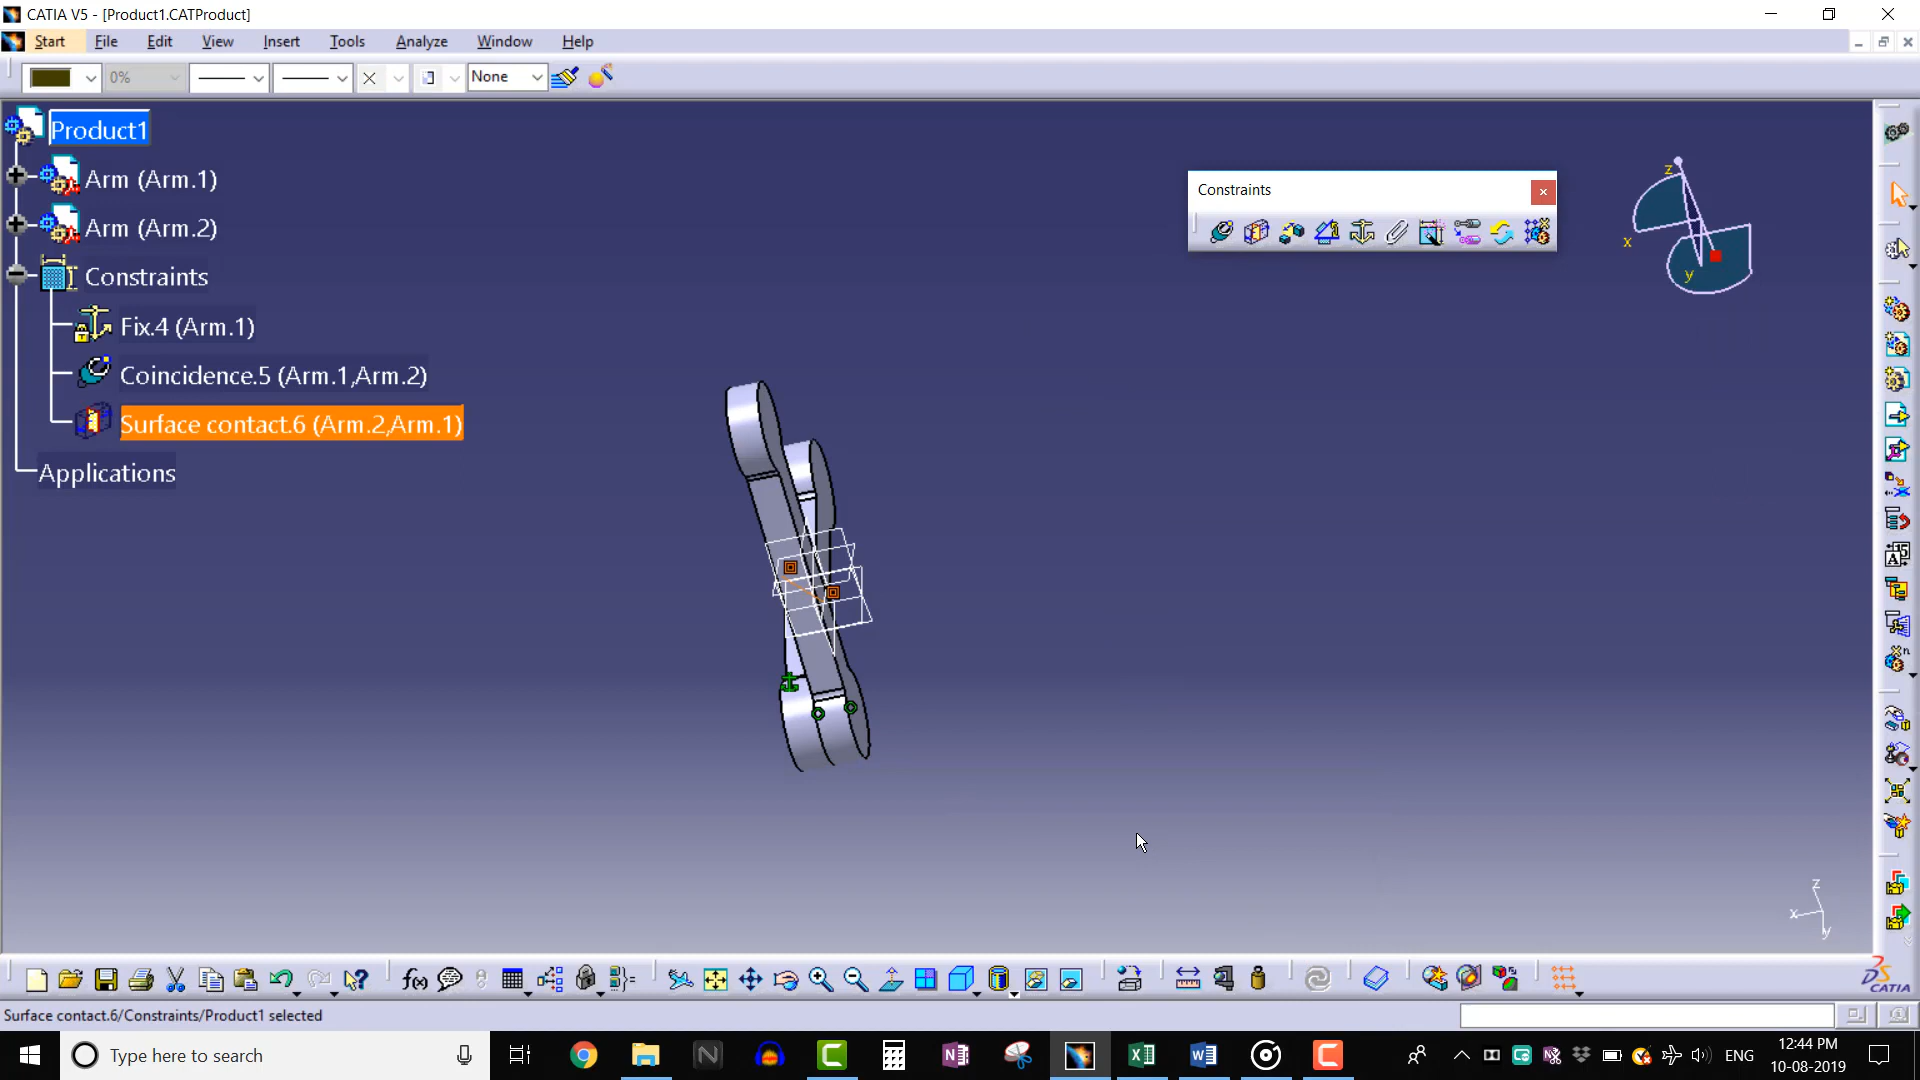 CATIA V5 - [Product1.CATProduct]
Start File Edit View Insert Tools Analyze Window Help
0% None
Product1
Arm (Arm.1)
Arm (Arm.2)
Constraints
Fix.4 (Arm.1)
Coincidence.5 (Arm.1,Arm.2)
Surface contact.6 (Arm.2,Arm.1)
Applications
Constraints
z
x
y
z
x
y
CATIA
Surface contact.6/Constraints/Product1 selected
Type here to search
ENG
12:44 PM
10-08-2019